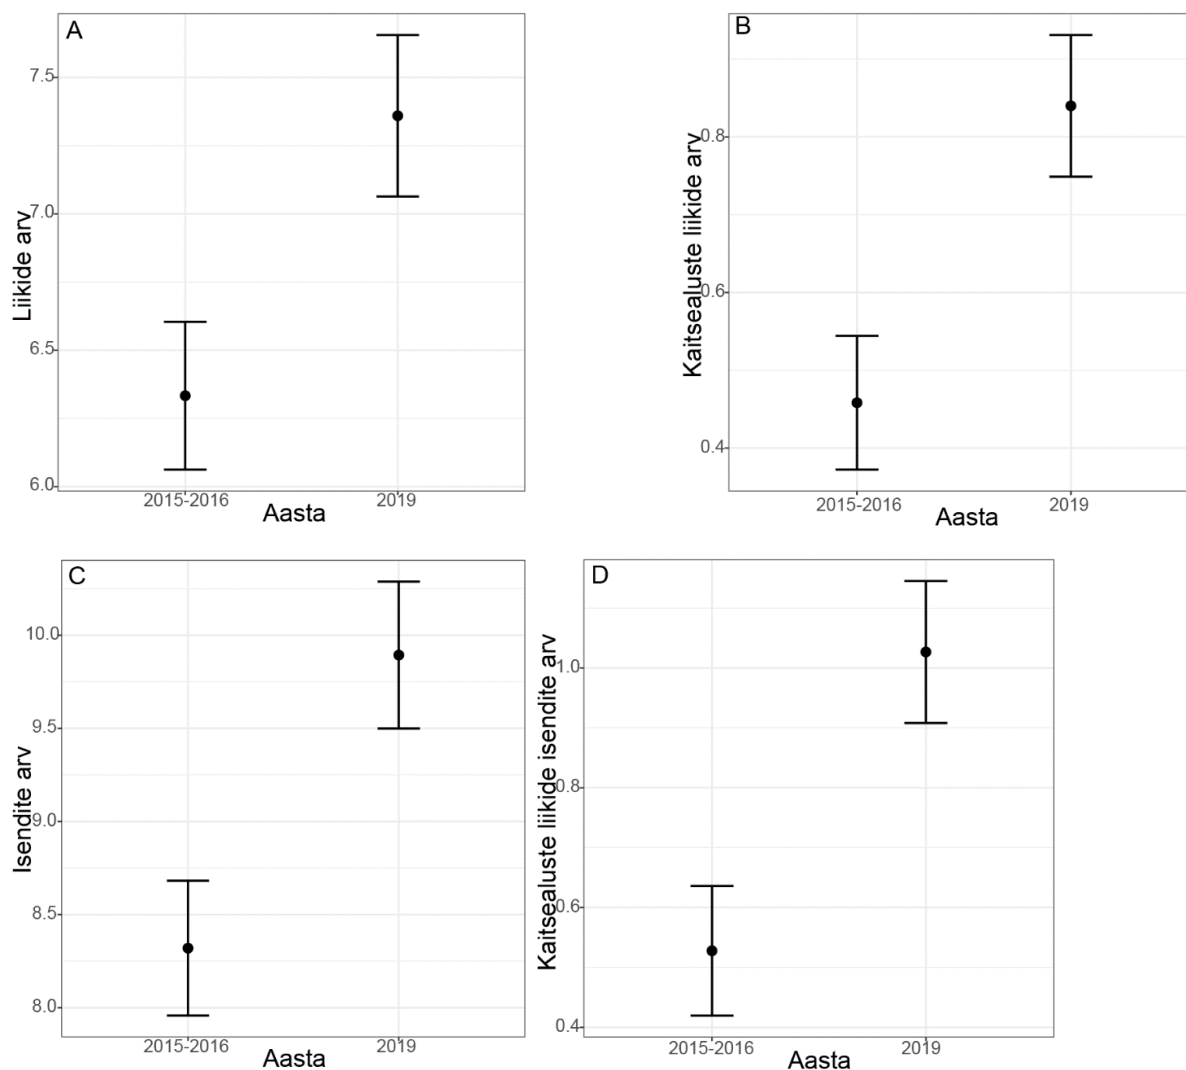 A
Liikide arv
7.5
7.0
6.5
6.0
2015-2016
2019
Aasta
B
Kaitsealuste liikide arv
0.8
0.6
0.4
2015-2016
2019
Aasta
C
Isendite arv
10.0
9.5
9.0
8.5
8.0
2015-2016
2019
Aasta
D
Kaitsealuste liikide isendite arv
1.0
0.8
0.6
0.4
2015-2016
2019
Aasta